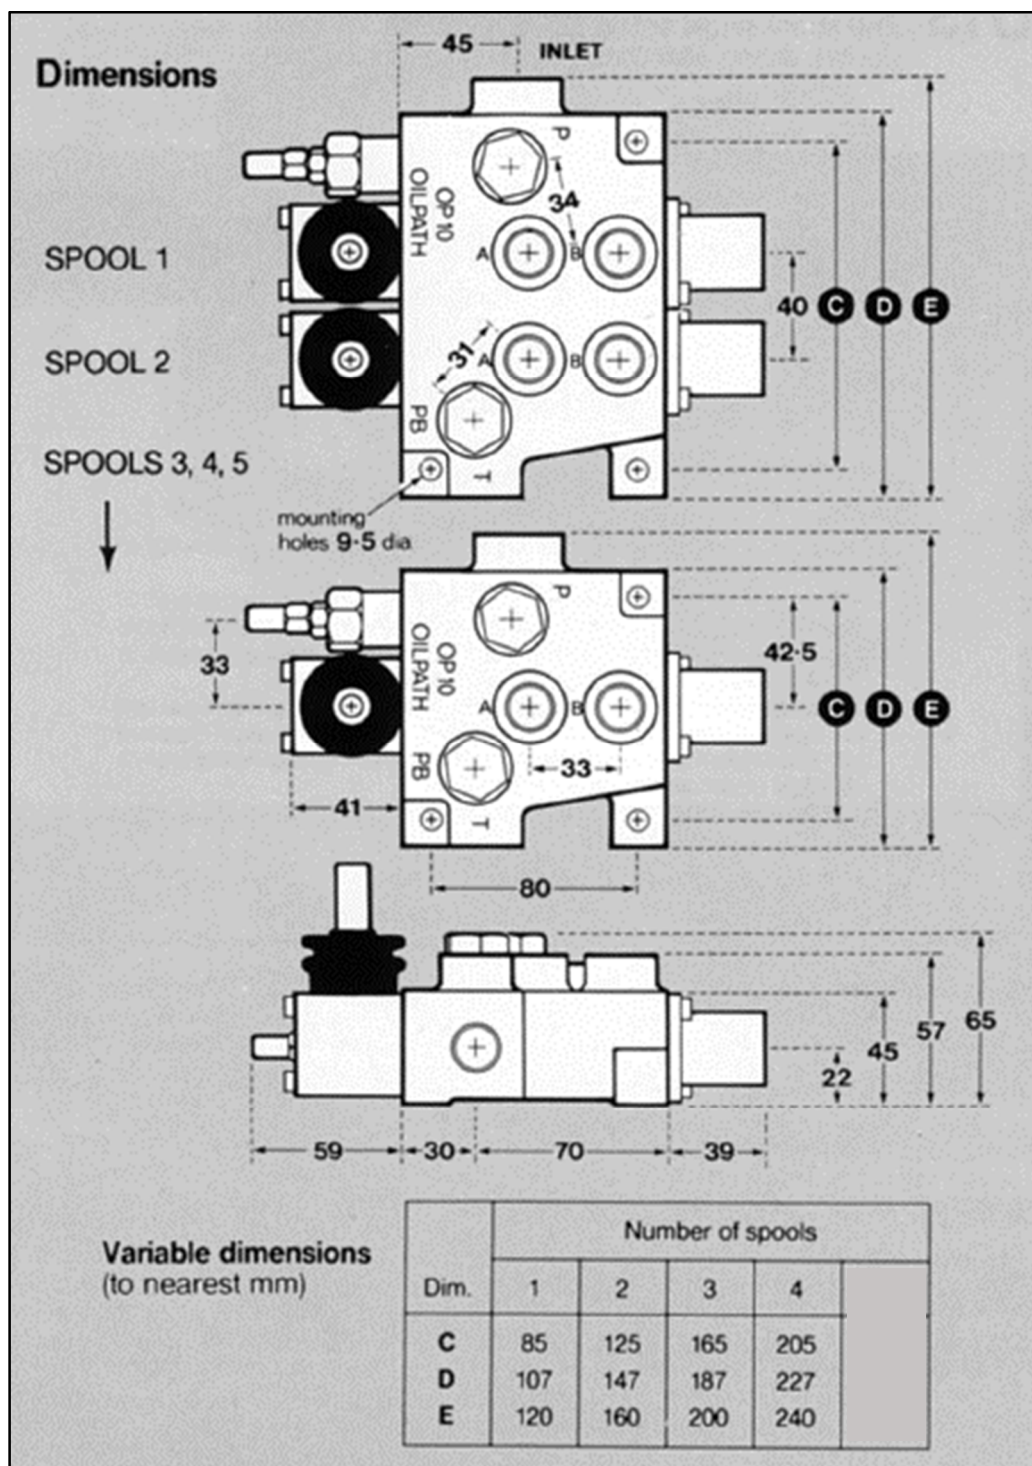 Dimensions
45
INLET
P
OP 10
OILPATH
34
A
B
SPOOL 1
40
C
D
E
31
A
B
SPOOL 2
PB
SPOOLS 3, 4, 5
T
mounting
holes 9·5 dia
P
OP 10
OILPATH
33
42·5
A
B
C
D
E
PB
33
41
T
80
65
57
45
22
59
30
70
39
Variable dimensions
(to nearest mm)
Number of spools
Dim. 1 2 3 4
C 85 125 165 205
D 107 147 187 227
E 120 160 200 240